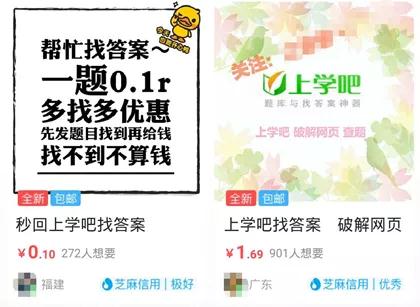 帮忙找答案~
一题0.1r
多找多优惠
先发题目找到再给钱
找不到不算钱
全新 包邮
秒回上学吧找答案
¥0.10 272人想要
福建 芝麻信用 | 极好
关注:
上学吧
题库与找答案神器
上学吧 破解网页 查题
全新 包邮
上学吧找答案 破解网页
¥1.69 901人想要
广东 芝麻信用 | 优秀